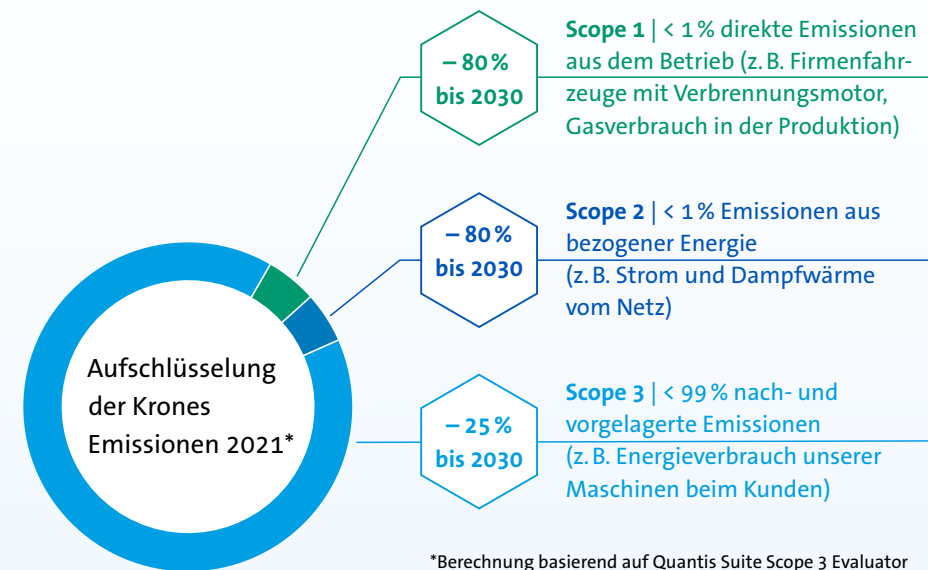 – 80 %
bis 2030
Scope 1 | < 1 % direkte Emissionen
aus dem Betrieb (z. B. Firmenfahr-
zeuge mit Verbrennungsmotor,
Gasverbrauch in der Produktion)
– 80 %
bis 2030
Scope 2 | < 1 % Emissionen aus
bezogener Energie
(z. B. Strom und Dampfwärme
vom Netz)
Aufschlüsselung
der Krones
Emissionen 2021*
– 25 %
bis 2030
Scope 3 | < 99 % nach- und
vorgelagerte Emissionen
(z. B. Energieverbrauch unserer
Maschinen beim Kunden)
*Berechnung basierend auf Quantis Suite Scope 3 Evaluator